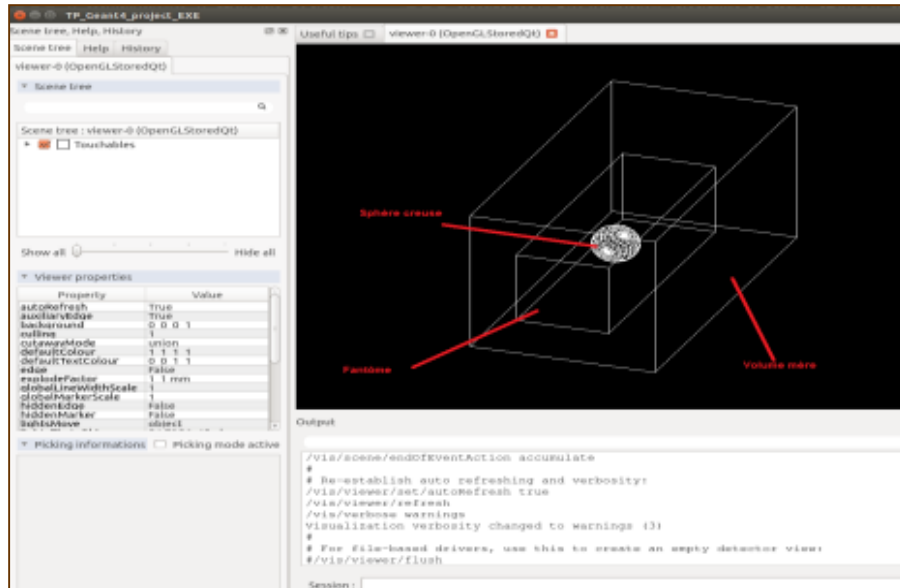 TP_Geant4_project_EXE
Scene tree, Help, History
Scene tree Help History
viewer-0 (OpenGLStoredQt)
Scene tree
Scene tree : viewer-0 (OpenGLStoredQt)
Touchables
Show all Hide all
Viewer properties
Property Value
autoRefresh True
auxiliaryEdge True
background 0 0 0 1
culling 1
cutawayMode union
defaultColour 1 1 1 1
defaultTextColour 0 0 1 1
edge False
explodeFactor 1 1 mm
globalLineWidthScale 1
globalMarkerScale 1
hiddenEdge False
hiddenMarker False
lightsMove object
Picking informations Picking mode active
Useful tips viewer-0 (OpenGLStoredQt)
Sphère creuse
Fantôme
Volume mère
Output
/vis/scene/endOfEventAction accumulate
#
# Re-establish auto refreshing and verbosity:
/vis/viewer/set/autoRefresh true
/vis/viewer/refresh
/vis/verbose warnings
Visualization verbosity changed to warnings (3)
#
# For file-based drivers, use this to create an empty detector view:
#/vis/viewer/flush
Session :